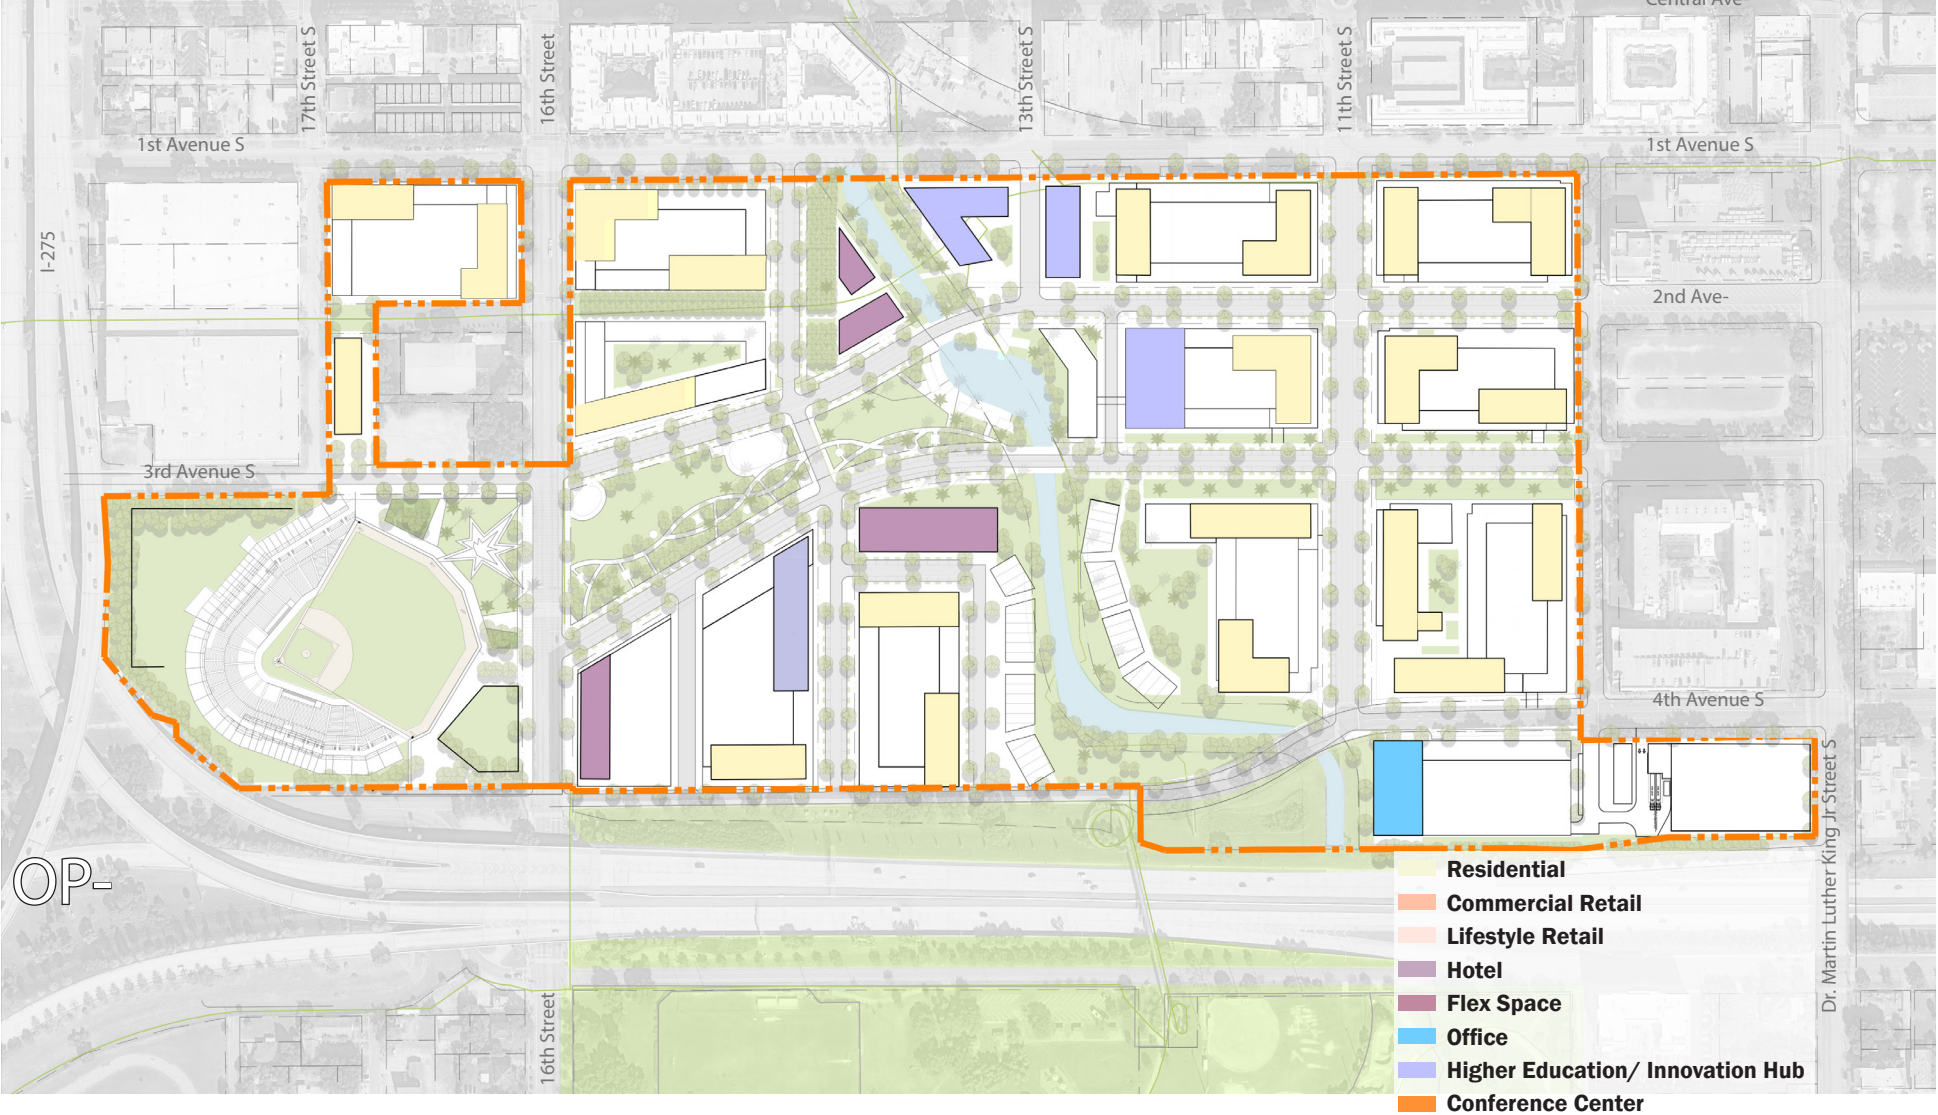 Central Ave
17th Street S
16th Street
13th Street S
11th Street S
1st Avenue S
1st Avenue S
I-275
2nd Ave-
3rd Avenue S
4th Avenue S
Dr. Martin Luther King Jr Street S
OP-
16th Street
Residential
Commercial Retail
Lifestyle Retail
Hotel
Flex Space
Office
Higher Education/ Innovation Hub
Conference Center